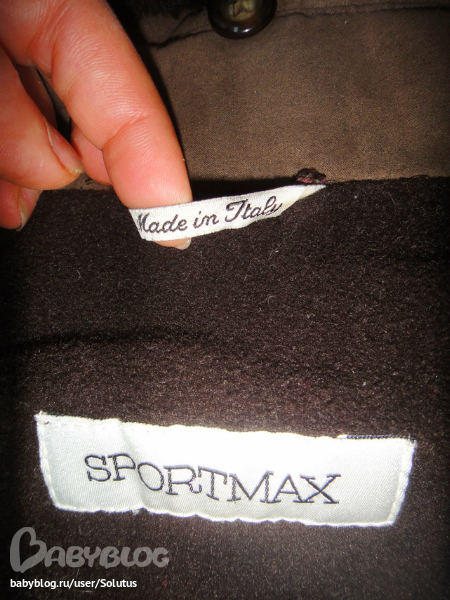 Made in Italy
SPORTMAX
BABYBLOG
babyblog.ru/user/Solutus